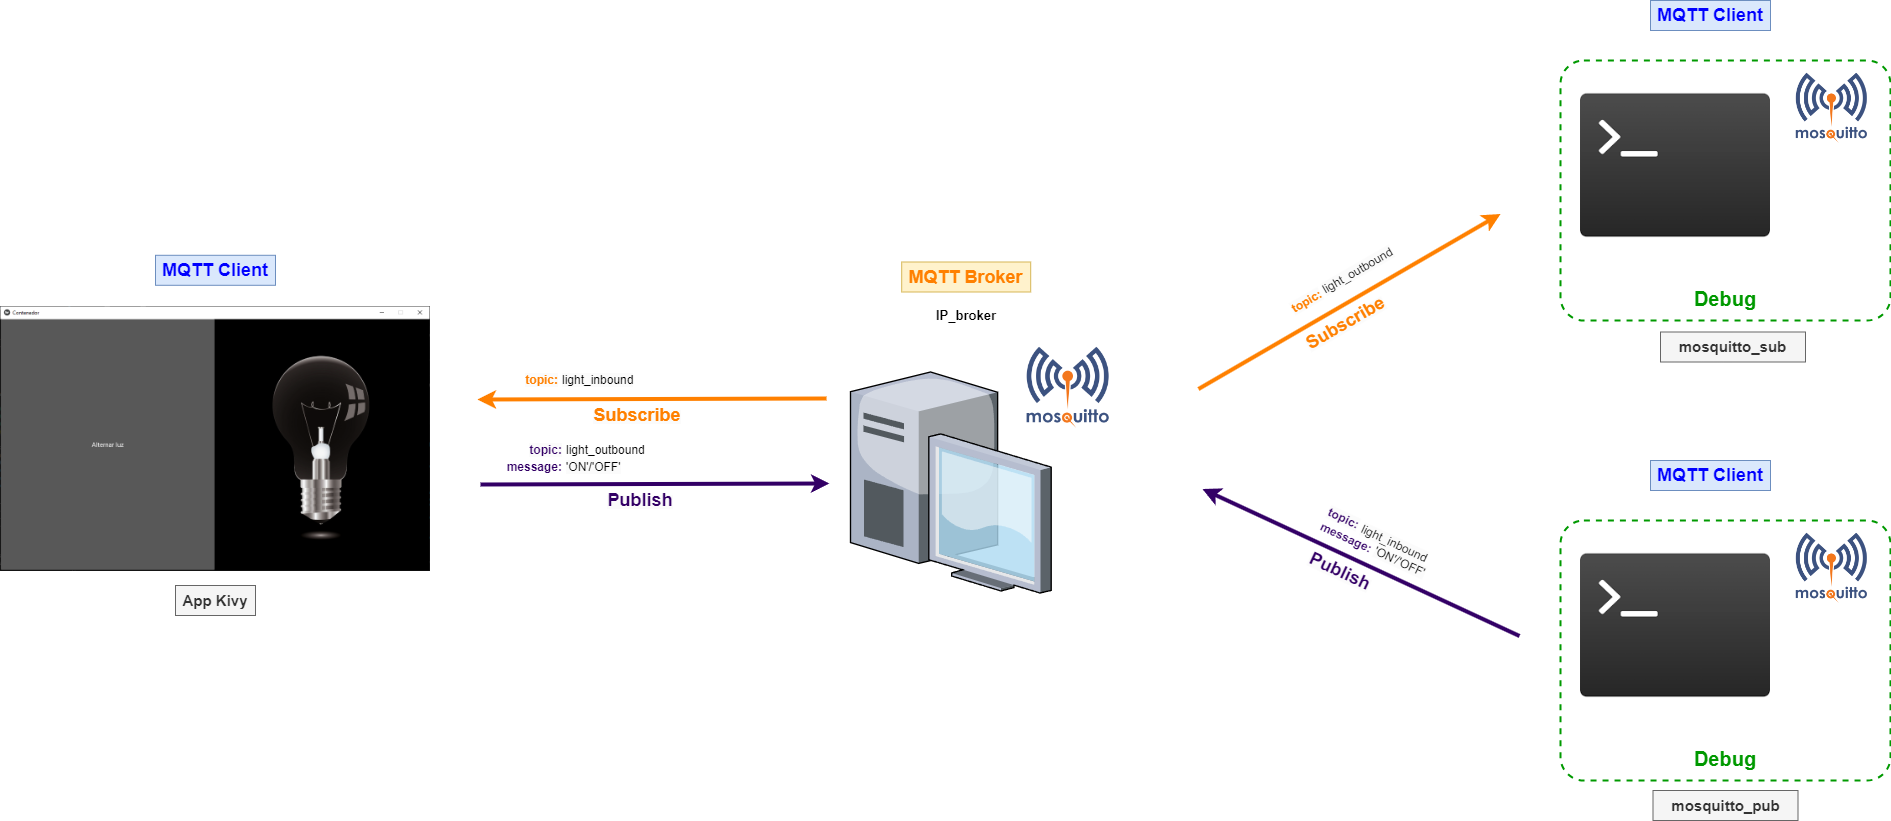 MQTT Client
mosquitto
Debug
mosquitto_sub
MQTT Client
Contenedor
Alternar luz
App Kivy
topic: light_inbound
Subscribe
topic: light_outbound
message: 'ON'/'OFF'
Publish
MQTT Broker
IP_broker
mosquitto
topic: light_outbound
Subscribe
topic: light_inbound
message: 'ON'/'OFF'
Publish
MQTT Client
mosquitto
Debug
mosquitto_pub